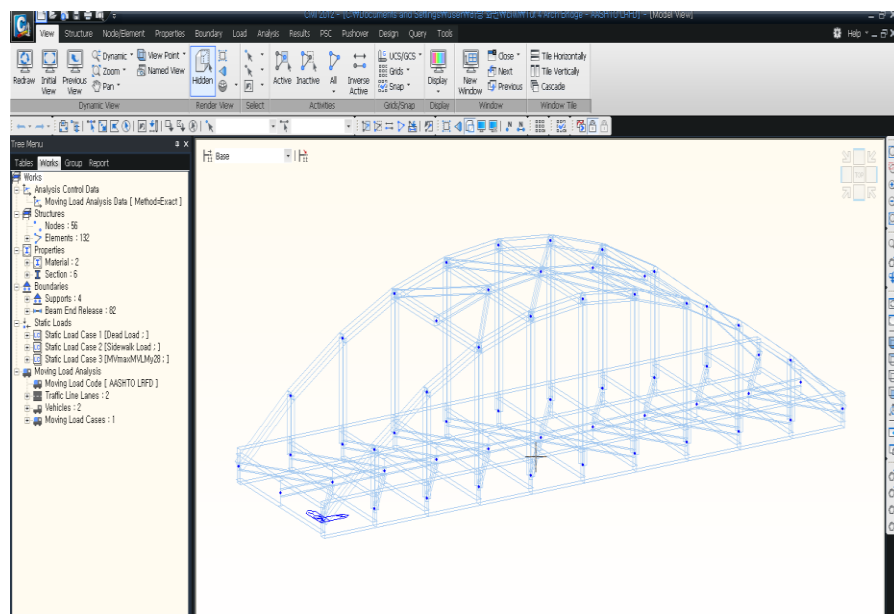 View Structure Node/Element Properties Boundary Load Analysis Results PSC Pushover Design Query Tools Help
Redraw Initial View Previous View Dynamic Zoom Pan View Point Named View Hidden Active Inactive All Inverse Active UCS/GCS Grids Snap Display New Window Close Next Previous Tile Horizontally Tile Vertically Cascade
Dynamic View Render View Select Activities Grids/Snap Display Window Window Tile
Tree Menu
Tables Works Group Report
Base
TOP
Works
Analysis Control Data
Moving Load Analysis Data [ Method=Exact ]
Structures
Nodes : 56
Elements : 132
Properties
Material : 2
Section : 6
Boundaries
Supports : 4
Beam End Release : 82
Static Loads
Static Load Case 1 [Dead Load ; ]
Static Load Case 2 [Sidewalk Load ; ]
Static Load Case 3 [MVmaxMVLMy28 ; ]
Moving Load Analysis
Moving Load Code [ AASHTO LRFD ]
Traffic Line Lanes : 2
Vehicles : 2
Moving Load Cases : 1